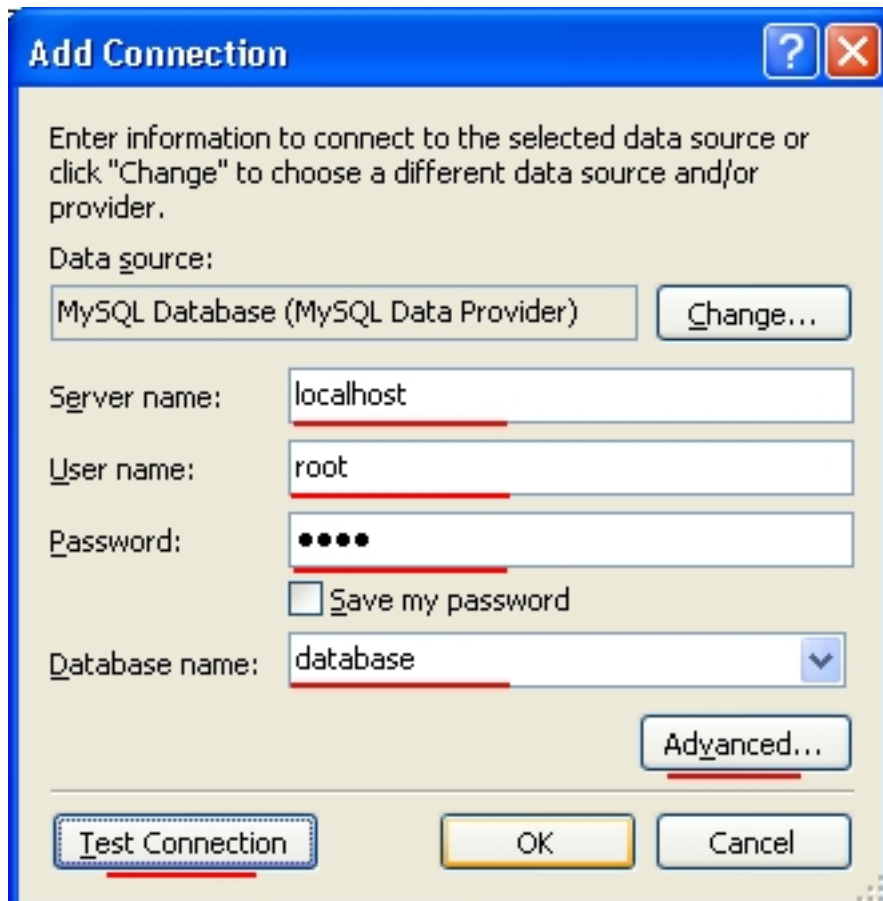 Add Connection
Enter information to connect to the selected data source or
click "Change" to choose a different data source and/or
provider.
Data source:
MySQL Database (MySQL Data Provider)
Change...
Server name:
localhost
User name:
root
Password:
●●●●
Save my password
Database name:
database
Advanced...
Test Connection
OK
Cancel